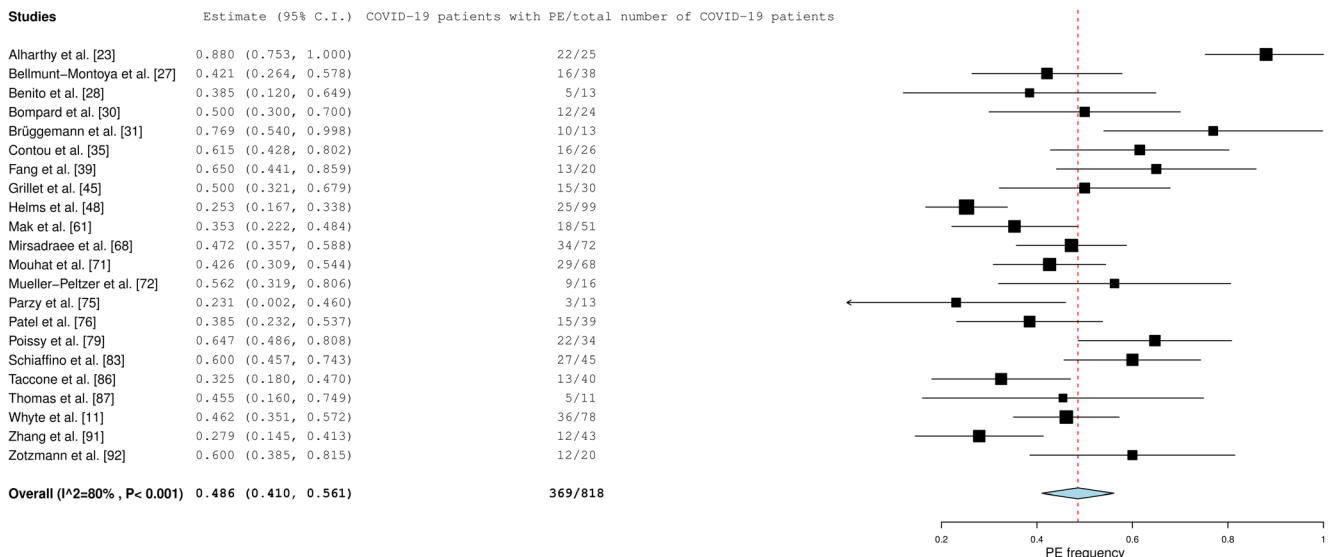 Studies Estimate (95% C.I.) COVID-19 patients with PE/total number of COVID-19 patients
Alharthy et al. [23] 0.880 (0.753, 1.000) 22/25
Bellmunt-Montoya et al. [27] 0.421 (0.264, 0.578) 16/38
Benito et al. [28] 0.385 (0.120, 0.649) 5/13
Bompard et al. [30] 0.500 (0.300, 0.700) 12/24
Brüggemann et al. [31] 0.769 (0.540, 0.998) 10/13
Contou et al. [35] 0.615 (0.428, 0.802) 16/26
Fang et al. [39] 0.650 (0.441, 0.859) 13/20
Grillet et al. [45] 0.500 (0.321, 0.679) 15/30
Helms et al. [48] 0.253 (0.167, 0.338) 25/99
Mak et al. [61] 0.353 (0.222, 0.484) 18/51
Mirsadraee et al. [68] 0.472 (0.357, 0.588) 34/72
Mouhat et al. [71] 0.426 (0.309, 0.544) 29/68
Mueller-Peltzer et al. [72] 0.562 (0.319, 0.806) 9/16
Parzy et al. [75] 0.231 (0.002, 0.460) 3/13
Patel et al. [76] 0.385 (0.232, 0.537) 15/39
Poissy et al. [79] 0.647 (0.486, 0.808) 22/34
Schiaffino et al. [83] 0.600 (0.457, 0.743) 27/45
Taccone et al. [86] 0.325 (0.180, 0.470) 13/40
Thomas et al. [87] 0.455 (0.160, 0.749) 5/11
Whyte et al. [11] 0.462 (0.351, 0.572) 36/78
Zhang et al. [91] 0.279 (0.145, 0.413) 12/43
Zotzmann et al. [92] 0.600 (0.385, 0.815) 12/20
Overall (I^2=80% , P< 0.001) 0.486 (0.410, 0.561) 369/818
0.2 0.4 0.6 0.8 1
PE frequency